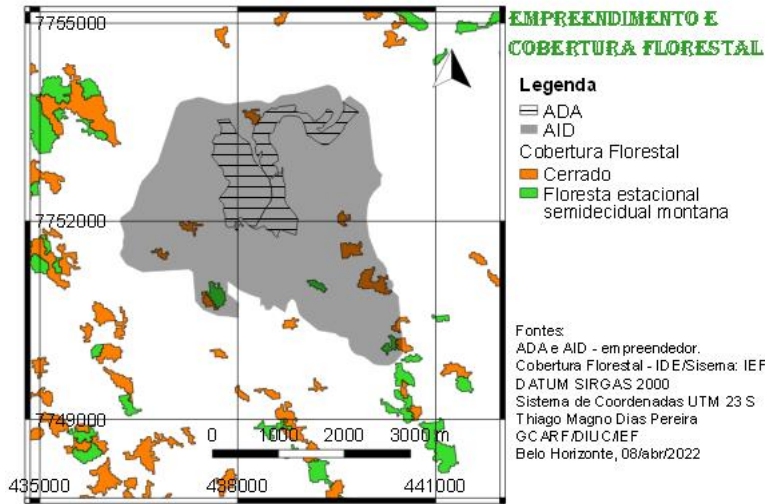 EMPREENDIMENTO E
COBERTURA FLORESTAL
Legenda
ADA
AID
Cobertura Florestal
Cerrado
Floresta estacional
semidecidual montana
7755000
7752000
7749000
0 1000 2000 3000 m
435000 438000 441000
Fontes:
ADA e AID - empreendedor.
Cobertura Florestal - IDE/Sisema: IEF
DATUM SIRGAS 2000
Sistema de Coordenadas UTM 23 S
Thiago Magno Dias Pereira
GCARF/DIUC/IEF
Belo Horizonte, 08/abr/2022